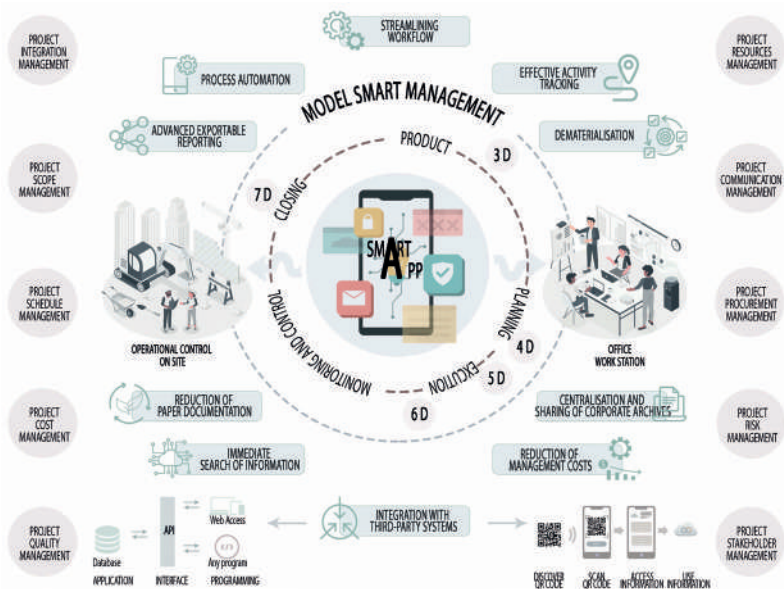 STREAMLINING
WORKFLOW
PROJECT
INTEGRATION
MANAGEMENT
PROJECT
RESOURCES
MANAGEMENT
PROCESS AUTOMATION
EFFECTIVE ACTIVITY
TRACKING
MODEL SMART MANAGEMENT
ADVANCED EXPORTABLE
REPORTING
DEMATERIALISATION
PRODUCT
3 D
PROJECT
SCOPE
MANAGEMENT
PROJECT
COMMUNICATION
MANAGEMENT
7 D
CLOSING
XXX
SMART
APP
PROJECT
SCHEDULE
MANAGEMENT
PROJECT
PROCUREMENT
MANAGEMENT
MONITORING AND CONTROL
PLANNING
4 D
OPERATIONAL CONTROL
ON SITE
OFFICE
WORK STATION
EXCUTION
5 D
6 D
REDUCTION OF
PAPER DOCUMENTATION
CENTRALISATION AND
SHARING OF CORPORATE ARCHIVES
PROJECT
COST
MANAGEMENT
PROJECT
RISK
MANAGEMENT
IMMEDIATE
SEARCH OF INFORMATION
REDUCTION OF
MANAGEMENT COSTS
PROJECT
QUALITY
MANAGEMENT
API
Web Access
INTEGRATION WITH
THIRD-PARTY SYSTEMS
PROJECT
STAKEHOLDER
MANAGEMENT
Database
</>
Any program
APPLICATION
INTERFACE
PROGRAMMING
DISCOVER
QR CODE
SCAN
QR CODE
ACCESS
INFORMATION
USE
INFORMATION